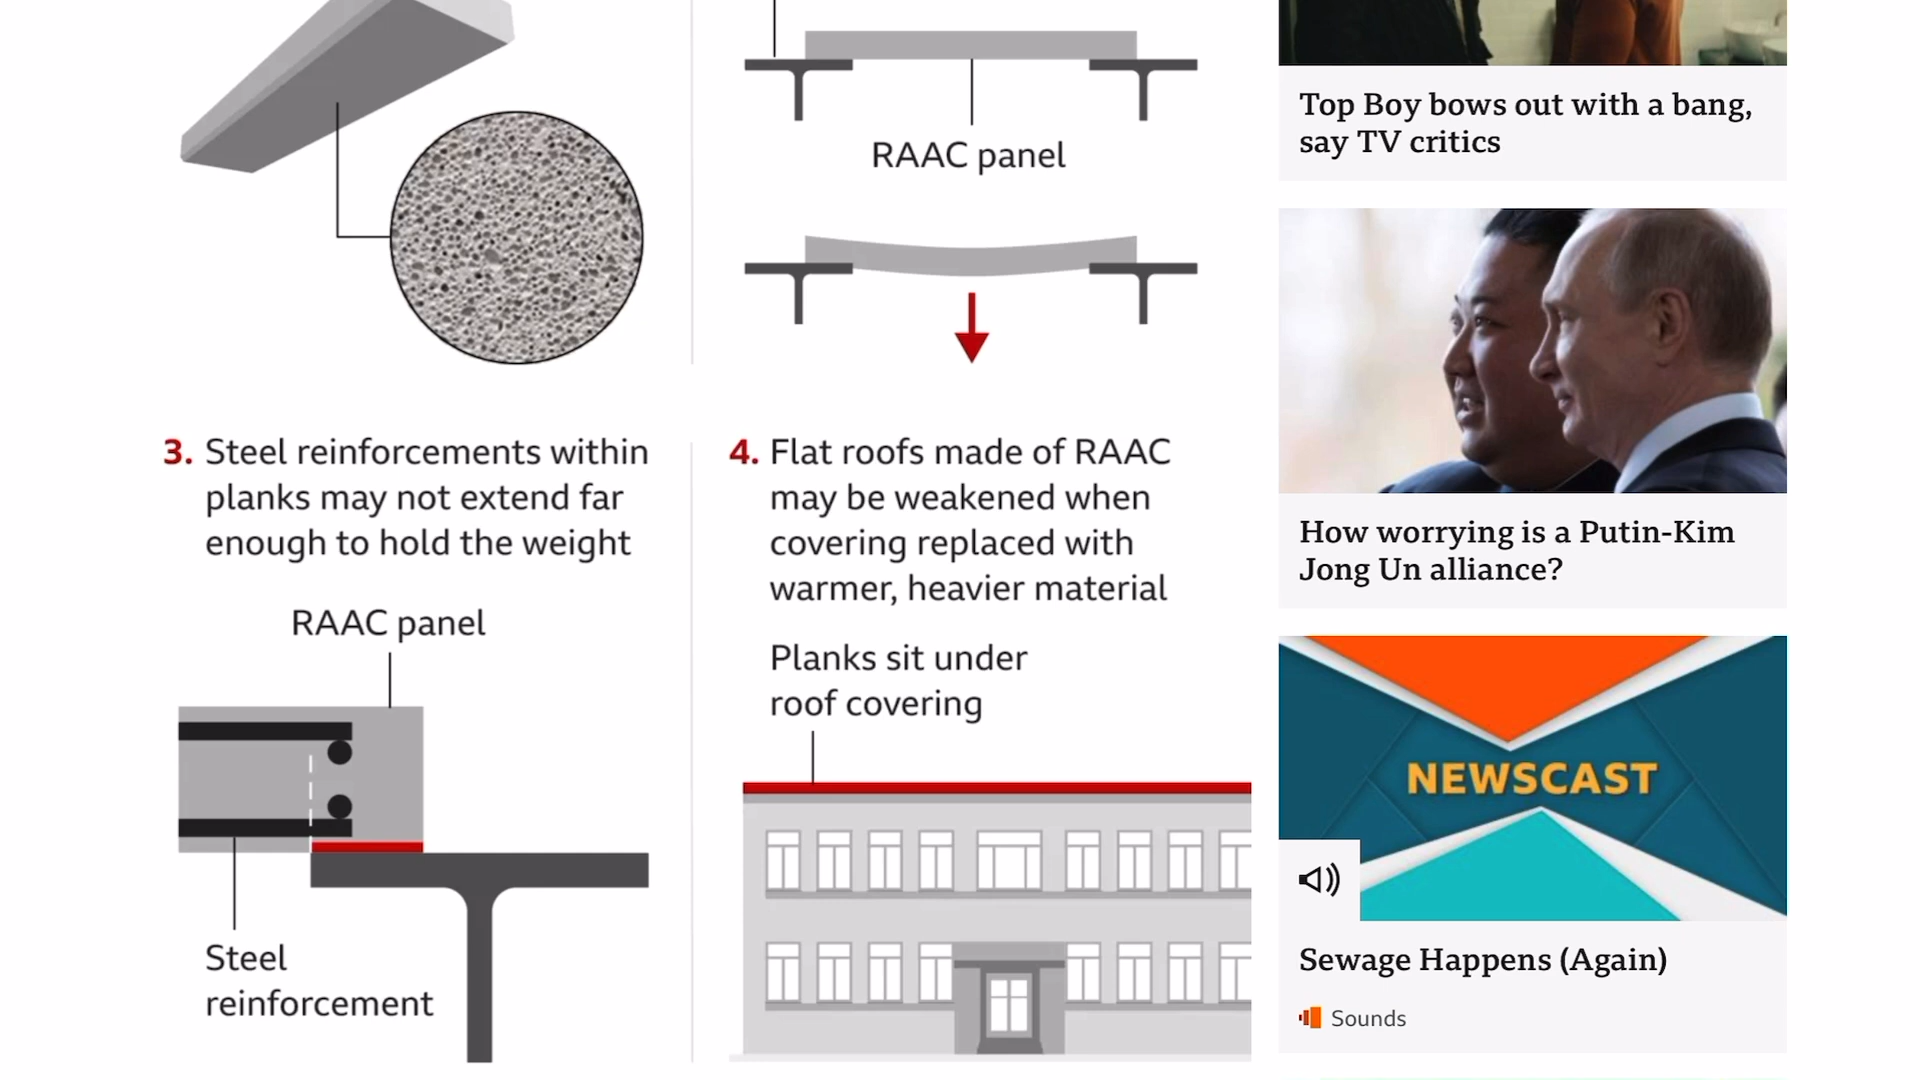 RAAC panel
3. Steel reinforcements within
planks may not extend far
enough to hold the weight
RAAC panel
Steel
reinforcement
4. Flat roofs made of RAAC
may be weakened when
covering replaced with
warmer, heavier material
Planks sit under
roof covering
Top Boy bows out with a bang,
say TV critics
How worrying is a Putin-Kim
Jong Un alliance?
NEWSCAST
Sewage Happens (Again)
Sounds